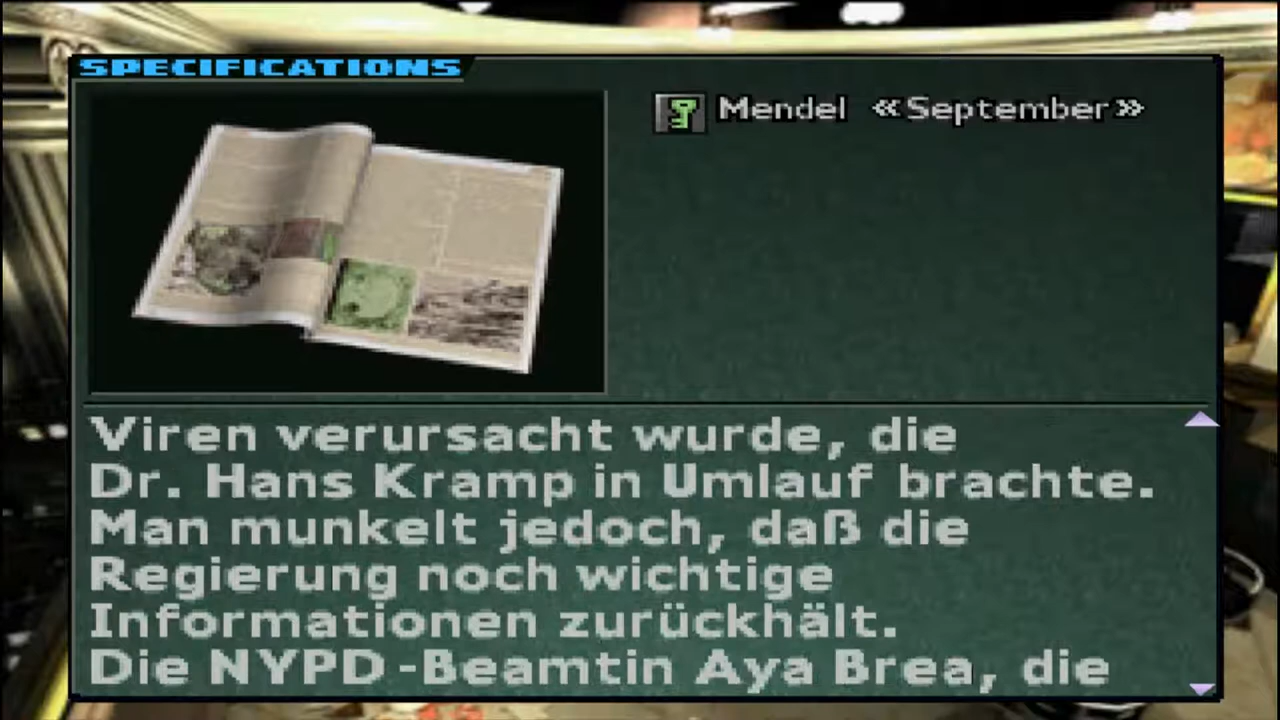 SPECIFICATIONS
Mendel «September»
Viren verursacht wurde, die
Dr. Hans Kramp in Umlauf brachte.
Man munkelt jedoch, daß die
Regierung noch wichtige
Informationen zurückhält.
Die NYPD-Beamtin Aya Brea, die